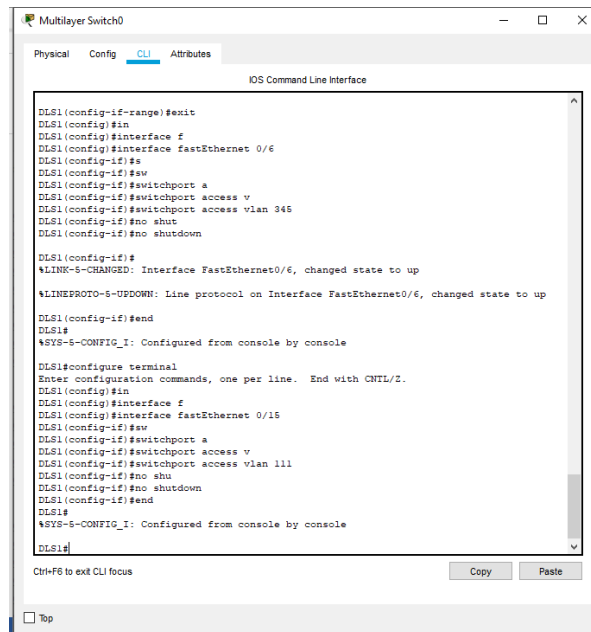 Multilayer Switch0
Physical Config CLI Attributes
IOS Command Line Interface
DLS1(config-if-range)#exit
DLS1(config)#in
DLS1(config)#interface f
DLS1(config)#interface fastEthernet 0/6
DLS1(config-if)#s
DLS1(config-if)#sw
DLS1(config-if)#switchport a
DLS1(config-if)#switchport access v
DLS1(config-if)#switchport access vlan 345
DLS1(config-if)#no shut
DLS1(config-if)#no shutdown
DLS1(config-if)#
%LINK-5-CHANGED: Interface FastEthernet0/6, changed state to up
%LINEPROTO-5-UPDOWN: Line protocol on Interface FastEthernet0/6, changed state to up
DLS1(config-if)#end
DLS1#
%SYS-5-CONFIG_I: Configured from console by console
DLS1#configure terminal
Enter configuration commands, one per line. End with CNTL/Z.
DLS1(config)#in
DLS1(config)#interface f
DLS1(config)#interface fastEthernet 0/15
DLS1(config-if)#sw
DLS1(config-if)#switchport a
DLS1(config-if)#switchport access v
DLS1(config-if)#switchport access vlan 111
DLS1(config-if)#no shu
DLS1(config-if)#no shutdown
DLS1(config-if)#end
DLS1#
%SYS-5-CONFIG_I: Configured from console by console
DLS1#
Ctrl+F6 to exit CLI focus
Copy Paste
Top